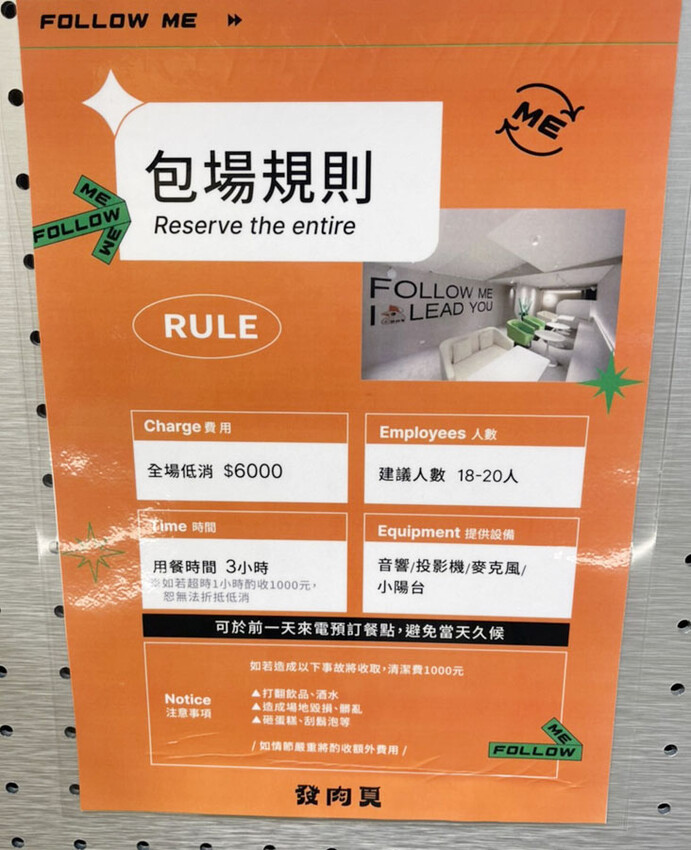 FOLLOW ME
ME
包場規則
Reserve the entire
ME
FOLLOW
ME
FOLLOW ME
I LEAD YOU
RULE
Charge 費用
全場低消 $6000
Employees 人數
建議人數 18-20人
Time 時間
用餐時間 3小時
※如若超時1小時酌收1000元,
恕無法折抵低消
Equipment 提供設備
音響/投影機/麥克風/
小陽台
可於前一天來電預訂餐點,避免當天久候
如若造成以下事故將收取,清潔費1000元
Notice
注意事項
▲打翻飲品、酒水
▲造成場地毀損、髒亂
▲砸蛋糕、刮鬍泡等
/ 如情節嚴重將酌收額外費用 /
ME
FOLLOW
發肉頁